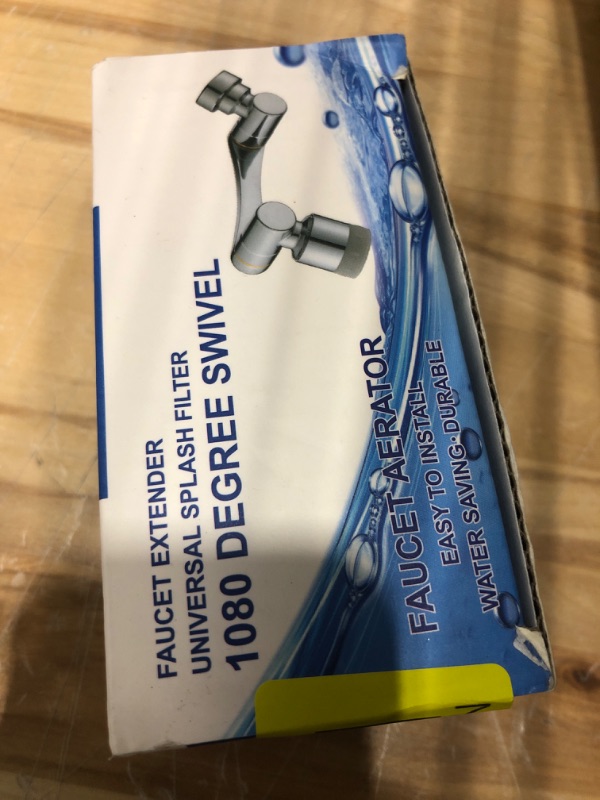 FAUCET EXTENDER
UNIVERSAL SPLASH FILTER
1080 DEGREE SWIVEL
FAUCET AERATOR
EASY TO INSTALL
WATER SAVING·DURABLE